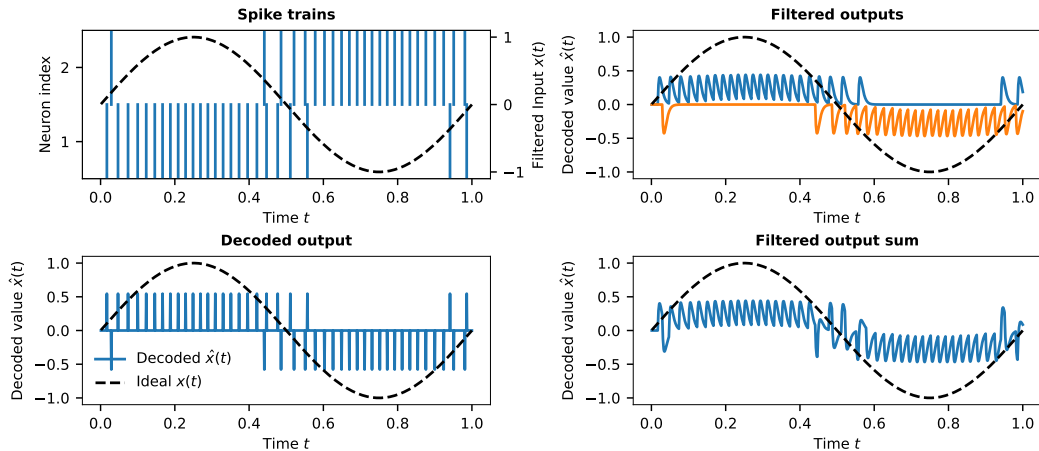 Spike trains
Neuron index
2
1
1
0
−1
Filtered Input x(t)
0.0 0.2 0.4 0.6 0.8 1.0
Time t
Filtered outputs
Decoded value x̂(t)
1.0
0.5
0.0
−0.5
−1.0
0.0 0.2 0.4 0.6 0.8 1.0
Time t
Decoded output
Decoded value x̂(t)
1.0
0.5
0.0
−0.5
−1.0
Decoded x̂(t)
Ideal x(t)
0.0 0.2 0.4 0.6 0.8 1.0
Time t
Filtered output sum
Decoded value x̂(t)
1.0
0.5
0.0
−0.5
−1.0
0.0 0.2 0.4 0.6 0.8 1.0
Time t